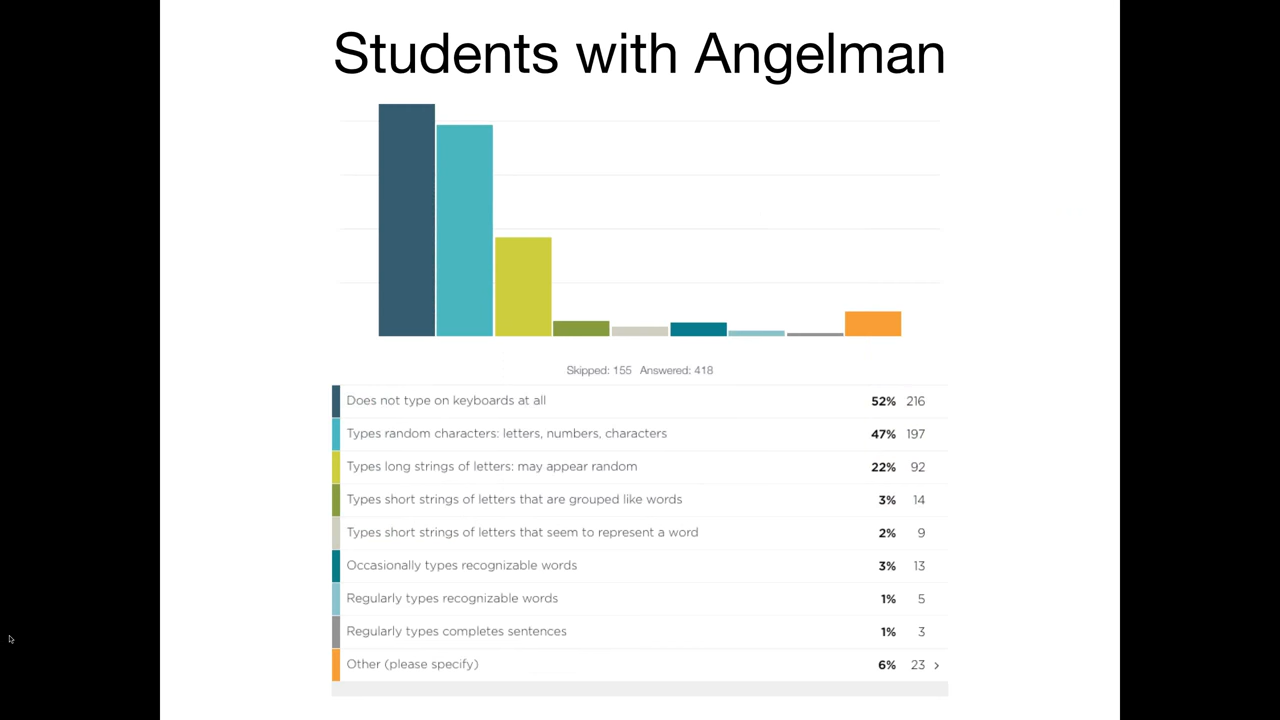 Students with Angelman
Skipped: 155 Answered: 418
Does not type on keyboards at all 52% 216
Types random characters: letters, numbers, characters 47% 197
Types long strings of letters: may appear random 22% 92
Types short strings of letters that are grouped like words 3% 14
Types short strings of letters that seem to represent a word 2% 9
Occasionally types recognizable words 3% 13
Regularly types recognizable words 1% 5
Regularly types completes sentences 1% 3
Other (please specify) 6% 23 >